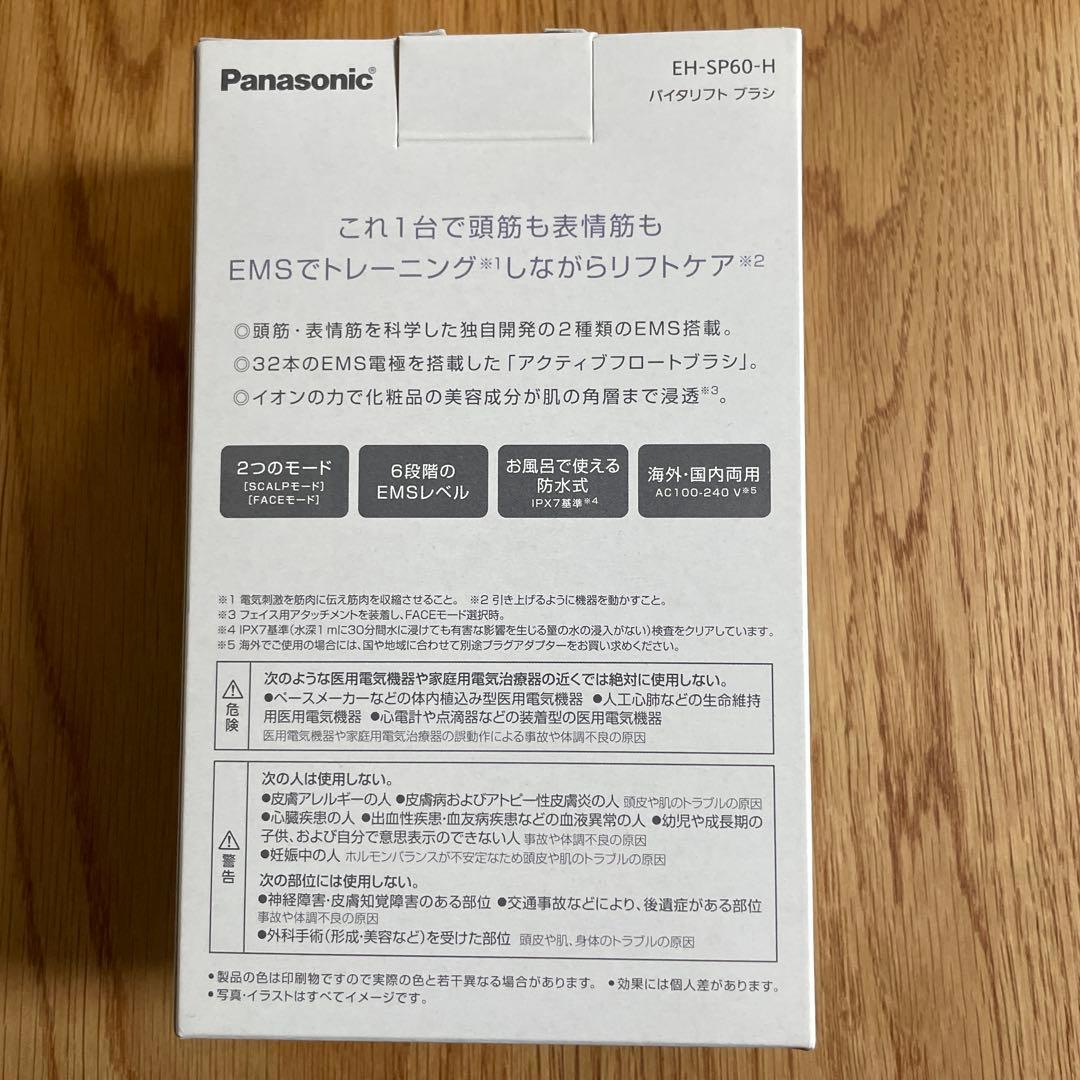 Panasonic®
EH-SP60-H
バイタリフト ブラシ
これ1台で頭筋も表情筋も
EMSでトレーニング※1しながらリフトケア※2
◎頭筋・表情筋を科学した独自開発の2種類のEMS搭載。
◎32本のEMS電極を搭載した「アクティブフロートブラシ」。
◎イオンの力で化粧品の美容成分が肌の角層まで浸透※3。
2つのモード
[SCALPモード]
[FACEモード]
6段階の
EMSレベル
お風呂で使える
防水式
IPX7基準※4
海外・国内両用
AC100-240 V※5
※1 電気刺激を筋肉に伝え筋肉を収縮させること。 ※2 引き上げるように機器を動かすこと。
※3 フェイス用アタッチメントを装着し、FACEモード選択時。
※4 IPX7基準(水深1mに30分間水に浸けても有害な影響を生じる量の水の浸入がない)検査をクリアしています。
※5 海外でご使用の場合には、国や地域に合わせて別途プラグアダプターをお買い求めください。
危険
次のような医用電気機器や家庭用電気治療器の近くでは絶対に使用しない。
●ペースメーカーなどの体内植込み型医用電気機器 ●人工心肺などの生命維持
用医用電気機器 ●心電計や点滴器などの装着型の医用電気機器
医用電気機器や家庭用電気治療器の誤動作による事故や体調不良の原因
警告
次の人は使用しない。
●皮膚アレルギーの人 ●皮膚病およびアトピー性皮膚炎の人 頭皮や肌のトラブルの原因
●心臓疾患の人 ●出血性疾患・血友病疾患などの血液異常の人 ●幼児や成長期の
子供、および自分で意思表示のできない人 事故や体調不良の原因
●妊娠中の人 ホルモンバランスが不安定なため頭皮や肌のトラブルの原因
次の部位には使用しない。
●神経障害・皮膚知覚障害のある部位 ●交通事故などにより、後遺症がある部位
事故や体調不良の原因
●外科手術(形成・美容など)を受けた部位 頭皮や肌、身体のトラブルの原因
●製品の色は印刷物ですので実際の色と若干異なる場合があります。 ●効果には個人差があります。
●写真・イラストはすべてイメージです。